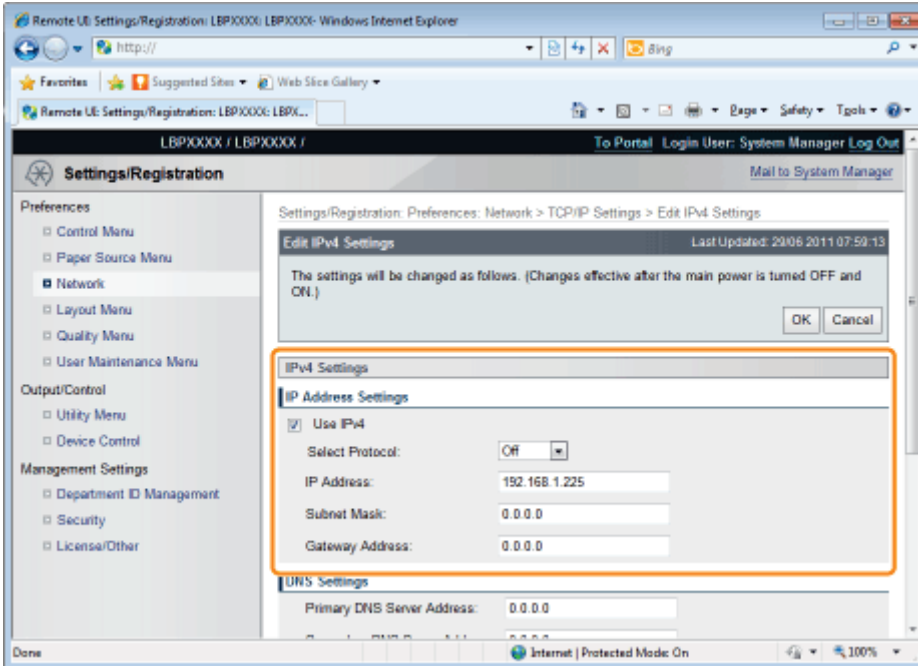 Remote UI: Settings/Registration: LBPXXXX: LBPXXXX- Windows Internet Explorer
http://
Bing
Favorites Suggested Sites Web Slice Gallery
Remote UI: Settings/Registration: LBPXXXX: LBPX... Page Safety Tools
LBPXXXX / LBPXXXX / To Portal Login User: System Manager Log Out
Settings/Registration Mail to System Manager
Preferences
Control Menu
Paper Source Menu
Network
Layout Menu
Quality Menu
User Maintenance Menu
Output/Control
Utility Menu
Device Control
Management Settings
Department ID Management
Security
License/Other
Settings/Registration: Preferences: Network > TCP/IP Settings > Edit IPv4 Settings
Edit IPv4 Settings Last Updated: 29/06 2011 07:59:13
The settings will be changed as follows. (Changes effective after the main power is turned OFF and
ON.)
OK Cancel
IPv4 Settings
IP Address Settings
Use IPv4
Select Protocol: Off
IP Address: 192.168.1.225
Subnet Mask: 0.0.0.0
Gateway Address: 0.0.0.0
DNS Settings
Primary DNS Server Address: 0.0.0.0
Done Internet | Protected Mode: On 100%